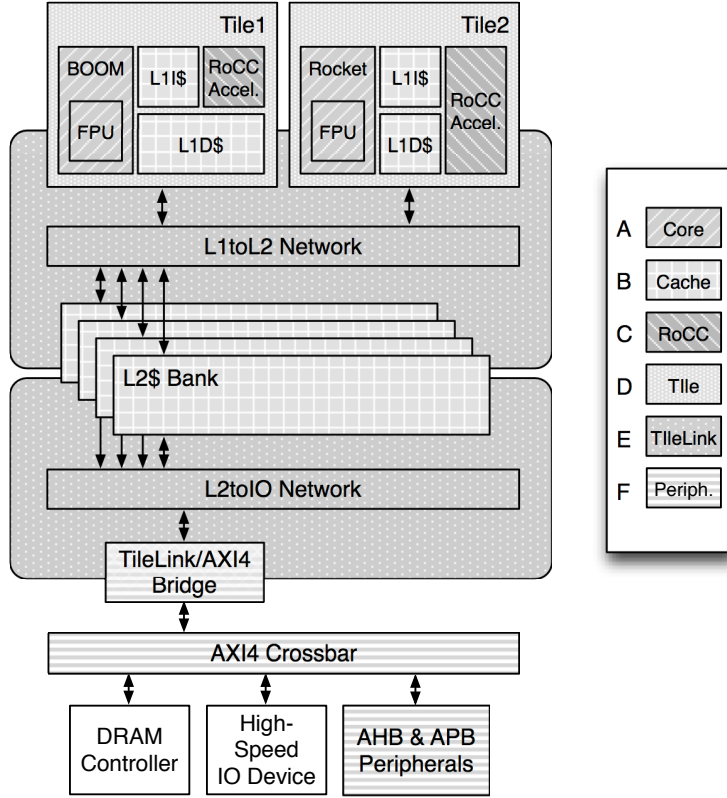 Tile1
BOOM
FPU
L1I$
RoCC
Accel.
L1D$
Tile2
Rocket
FPU
L1I$
L1D$
RoCC
Accel.
L1toL2 Network
L2$ Bank
L2toIO Network
TileLink/AXI4
Bridge
AXI4 Crossbar
DRAM
Controller
High-
Speed
IO Device
AHB & APB
Peripherals
A Core
B Cache
C RoCC
D TIle
E TIleLink
F Periph.